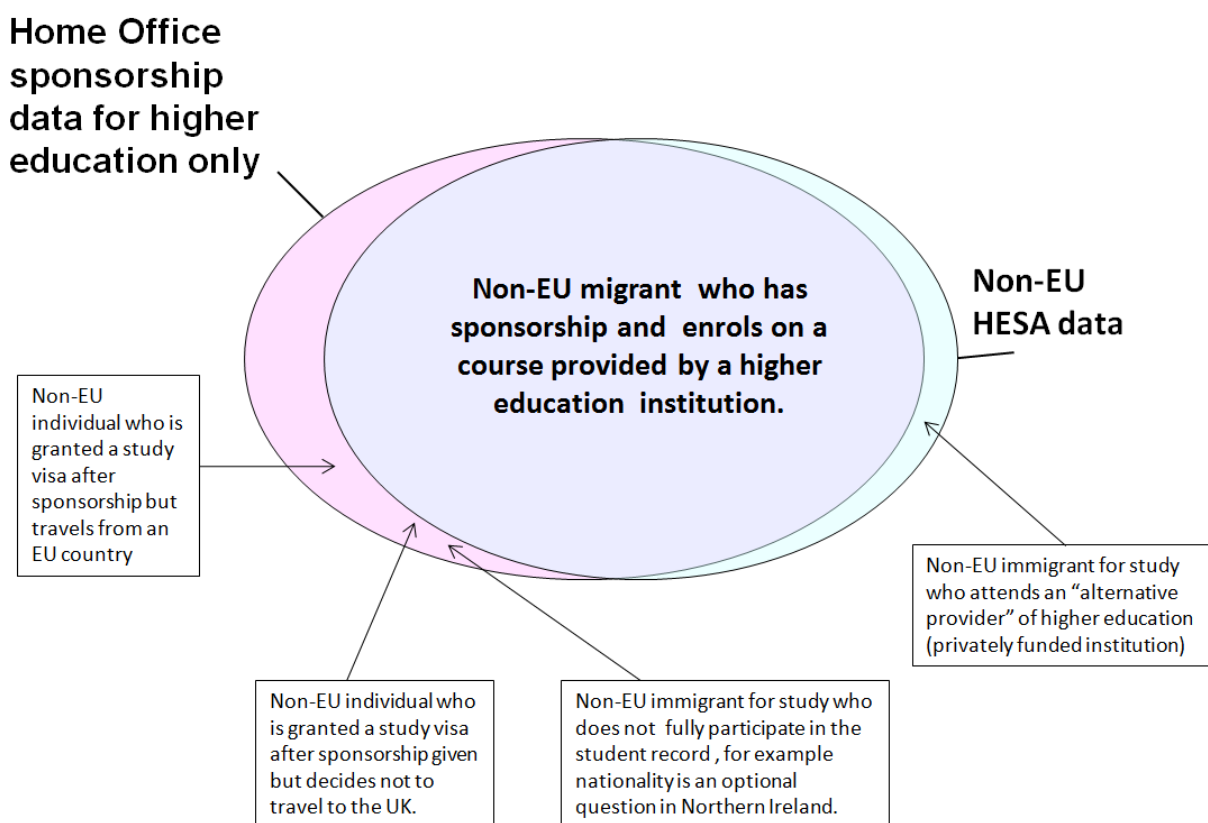 Home Office
sponsorship
data for higher
education only
Non-EU migrant who has
sponsorship and enrols on a
course provided by a higher
education institution.
Non-EU
HESA data
Non-EU
individual who is
granted a study
visa after
sponsorship but
travels from an
EU country
Non-EU immigrant for study
who attends an “alternative
provider” of higher education
(privately funded institution)
Non-EU individual who
is granted a study visa
after sponsorship given
but decides not to
travel to the UK.
Non-EU immigrant for study who
does not fully participate in the
student record , for example
nationality is an optional
question in Northern Ireland.